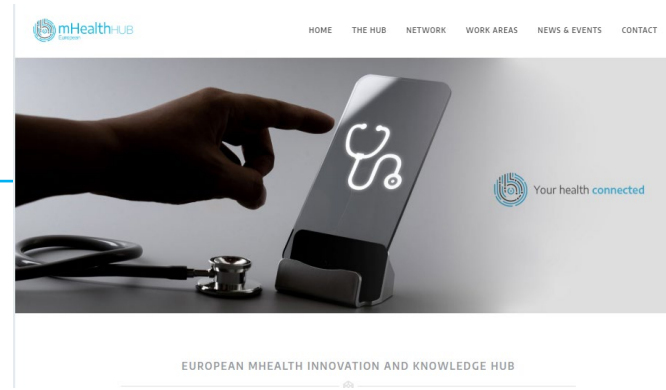 mHealthHUB
European
HOME THE HUB NETWORK WORK AREAS NEWS & EVENTS CONTACT
Your health connected
EUROPEAN MHEALTH INNOVATION AND KNOWLEDGE HUB